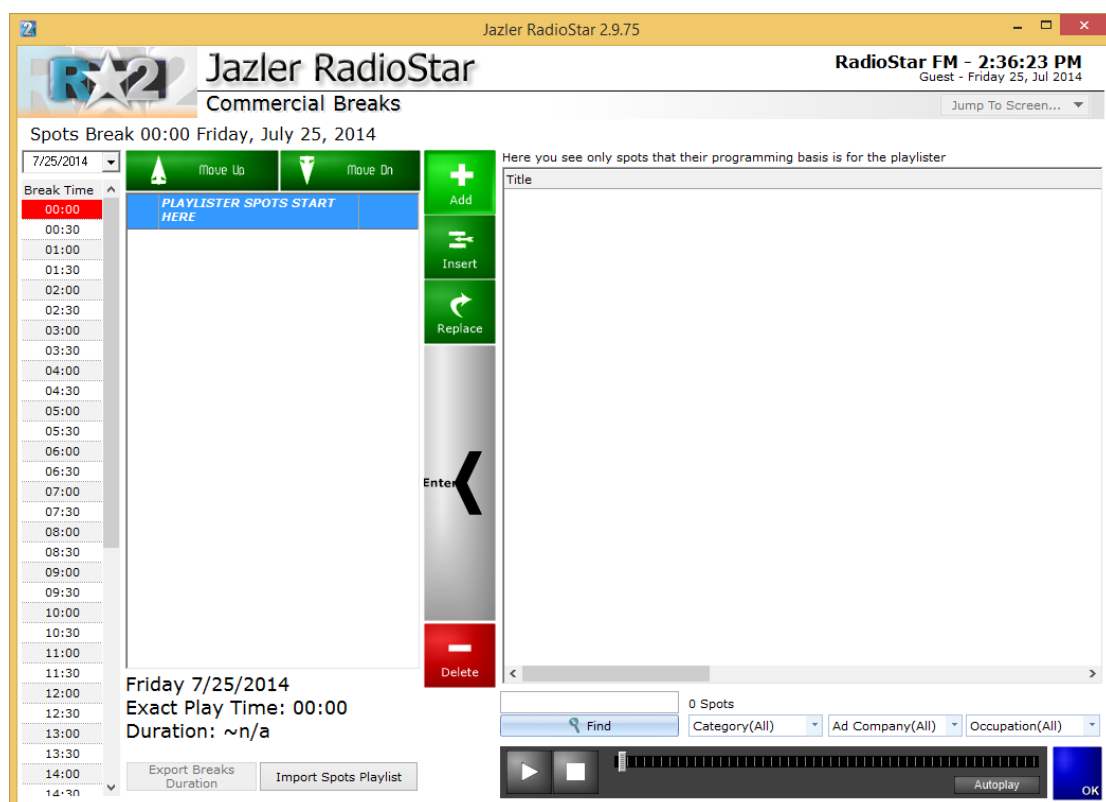 Jazler RadioStar 2.9.75
Jazler RadioStar
RadioStar FM - 2:36:23 PM
Guest - Friday 25, Jul 2014
Commercial Breaks
Jump To Screen...
Spots Break 00:00 Friday, July 25, 2014
7/25/2014
Move Up
Move Dn
Break Time
00:00
00:30
01:00
01:30
02:00
02:30
03:00
03:30
04:00
04:30
05:00
05:30
06:00
06:30
07:00
07:30
08:00
08:30
09:00
09:30
10:00
10:30
11:00
11:30
12:00
12:30
13:00
13:30
14:00
14:30
PLAYLISTER SPOTS START
HERE
Add
Insert
Replace
Enter
Delete
Here you see only spots that their programming basis is for the playlister
Title
Friday 7/25/2014
Exact Play Time: 00:00
Duration: ~n/a
Export Breaks
Duration
Import Spots Playlist
0 Spots
Find
Category(All)
Ad Company(All)
Occupation(All)
Autoplay
OK